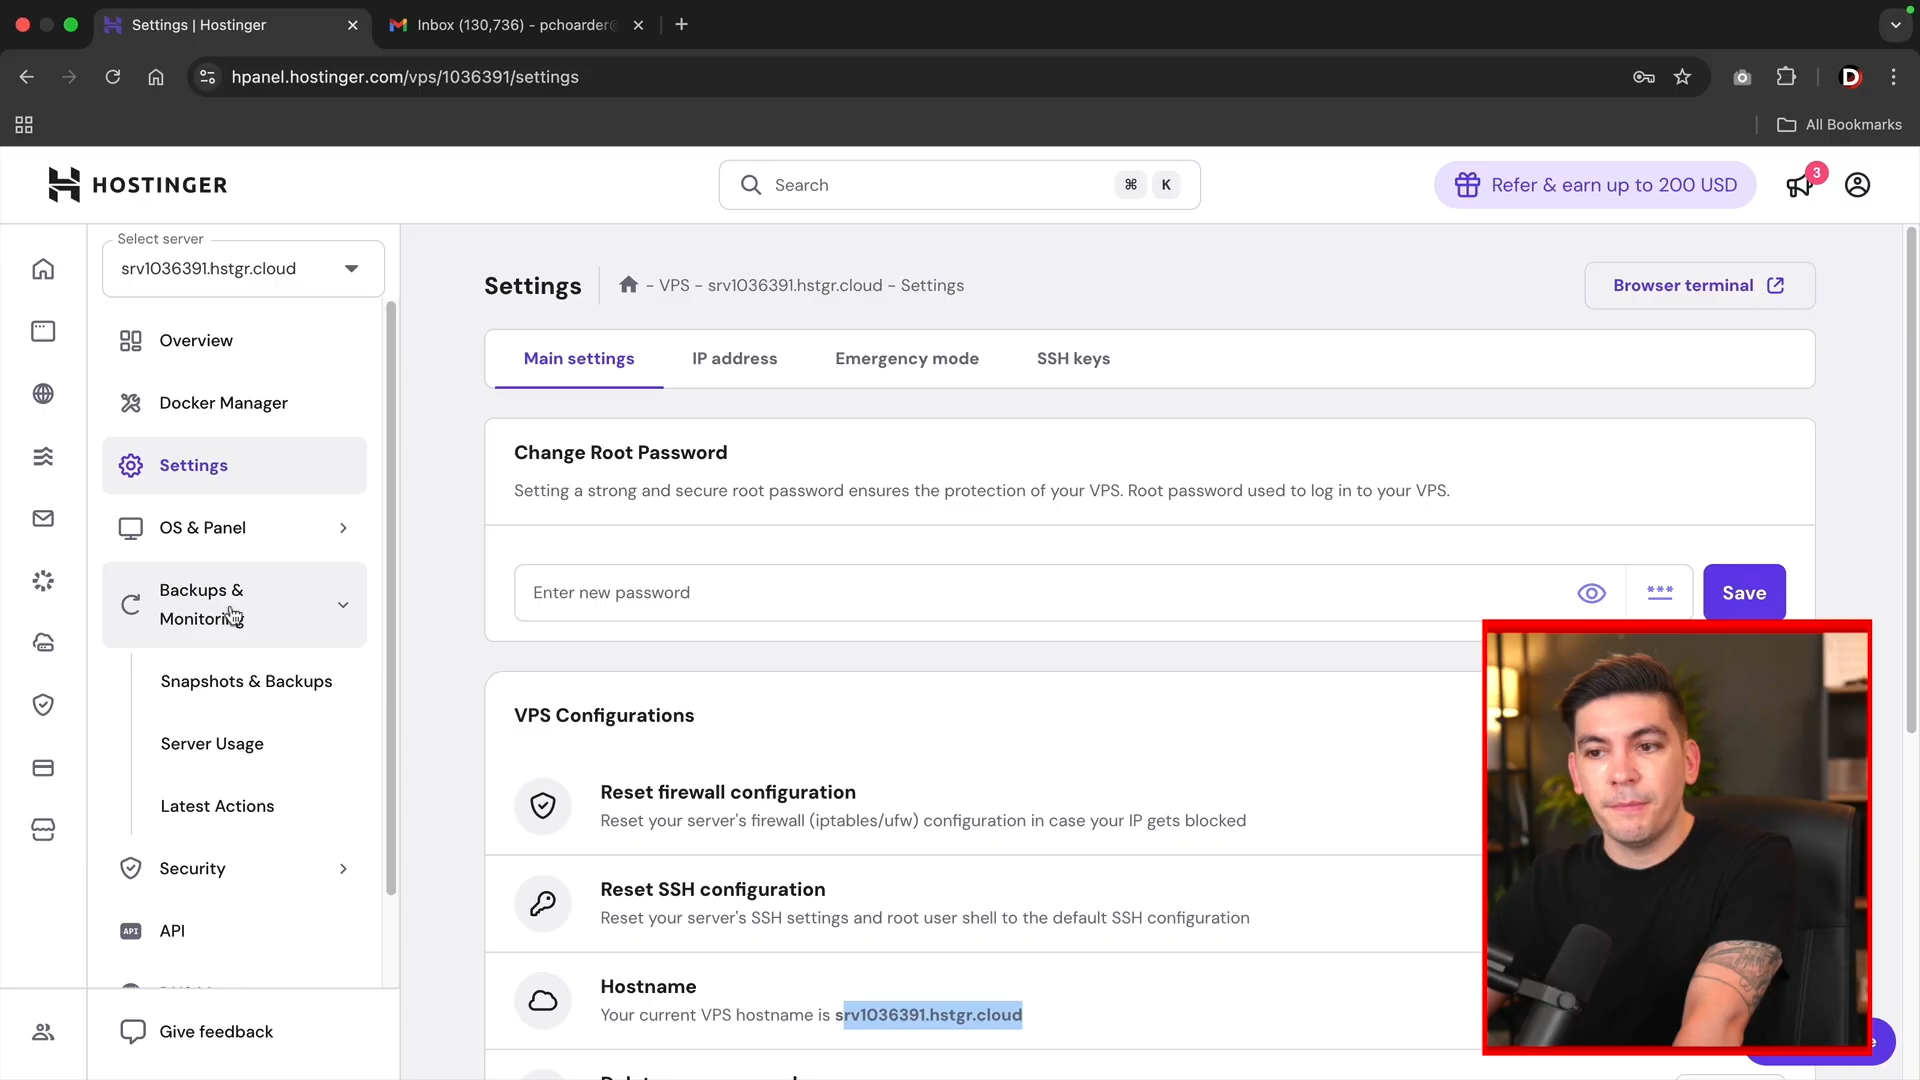 Settings | Hostinger
Inbox (130,736) - pchoarder@
hpanel.hostinger.com/vps/1036391/settings
D
All Bookmarks
HOSTINGER
Search
⌘ K
Refer & earn up to 200 USD
3
Select server
srv1036391.hstgr.cloud
Settings
- VPS - srv1036391.hstgr.cloud - Settings
Browser terminal
Overview
Docker Manager
Settings
OS & Panel
Backups &
Monitoring
Snapshots & Backups
Server Usage
Latest Actions
Security
API
API
Give feedback
Main settings
IP address
Emergency mode
SSH keys
Change Root Password
Setting a strong and secure root password ensures the protection of your VPS. Root password used to log in to your VPS.
Enter new password
***
Save
VPS Configurations
Reset firewall configuration
Reset your server's firewall (iptables/ufw) configuration in case your IP gets blocked
Reset SSH configuration
Reset your server's SSH settings and root user shell to the default SSH configuration
Hostname
Your current VPS hostname is srv1036391.hstgr.cloud